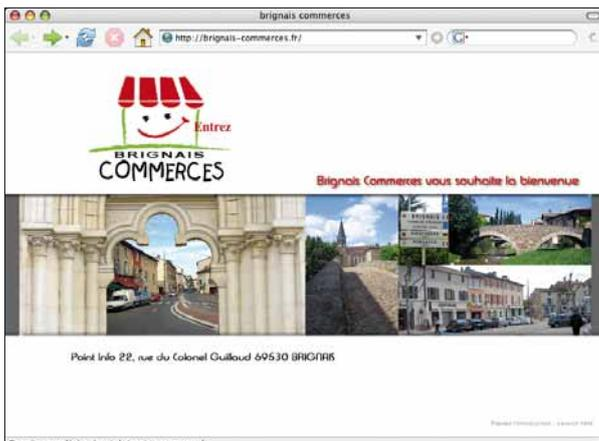 brignais commerces
http://brignais-commerces.fr/
G
Entrez
BRIGNAIS
COMMERCES
Brignais Commerces vous souhaite la bienvenue
BRIGNAIS
Point Info 22, rue du Colonel Guillaud 69530 BRIGNAIS